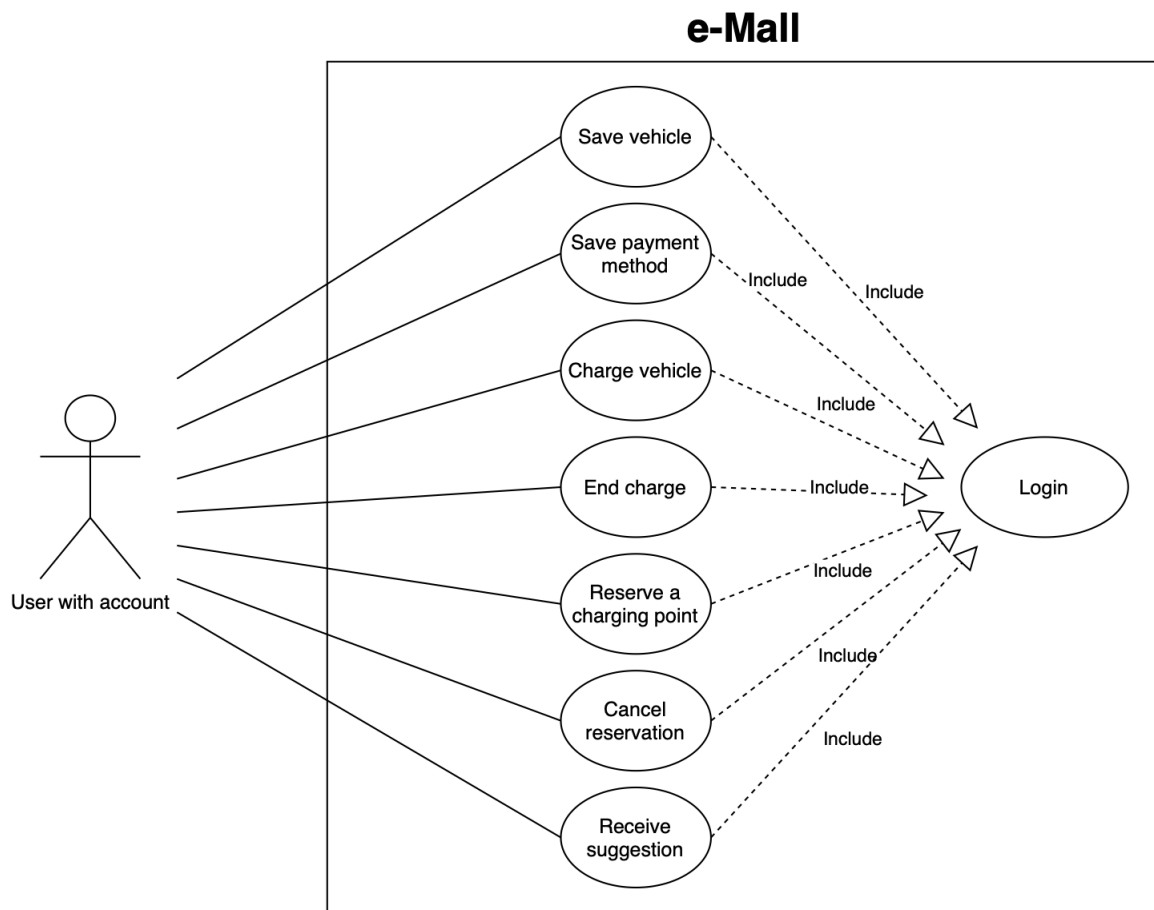 e-Mall
Save vehicle
Save payment
method
Include
Include
Charge vehicle
Include
End charge
Include
Login
Reserve a
charging point
Include
User with account
Cancel
reservation
Include
Include
Receive
suggestion